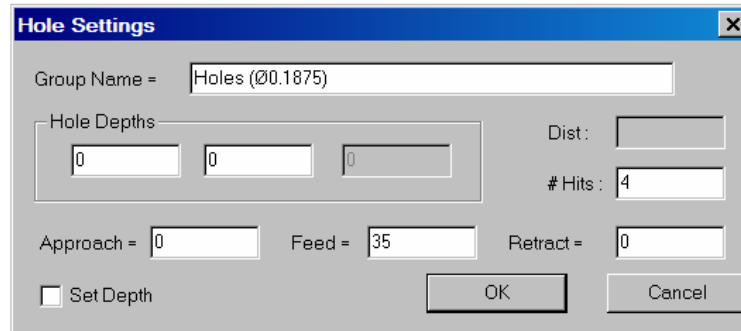 Hole Settings
Group Name = Holes (Ø0.1875)
Hole Depths
0 0 0
Dist :
# Hits : 4
Approach = 0 Feed = 35 Retract = 0
Set Depth OK Cancel